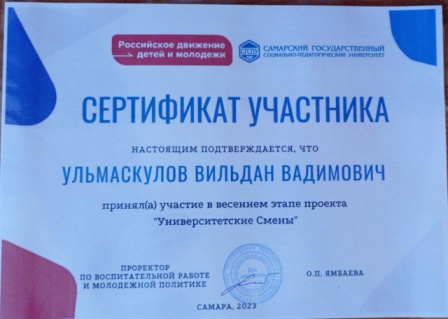 Российское движение
детей и молодежи
САМАРСКИЙ ГОСУДАРСТВЕННЫЙ
СОЦИАЛЬНО-ПЕДАГОГИЧЕСКИЙ УНИВЕРСИТЕТ
СЕРТИФИКАТ УЧАСТНИКА
НАСТОЯЩИМ ПОДТВЕРЖДАЕТСЯ, ЧТО
УЛЬМАСКУЛОВ ВИЛЬДАН ВАДИМОВИЧ
принял(а) участие в весеннем этапе проекта
"Университетские Смены"
ПРОРЕКТОР
ПО ВОСПИТАТЕЛЬНОЙ РАБОТЕ
И МОЛОДЕЖНОЙ ПОЛИТИКЕ
О.П. ЯМБАЕВА
САМАРА, 2023